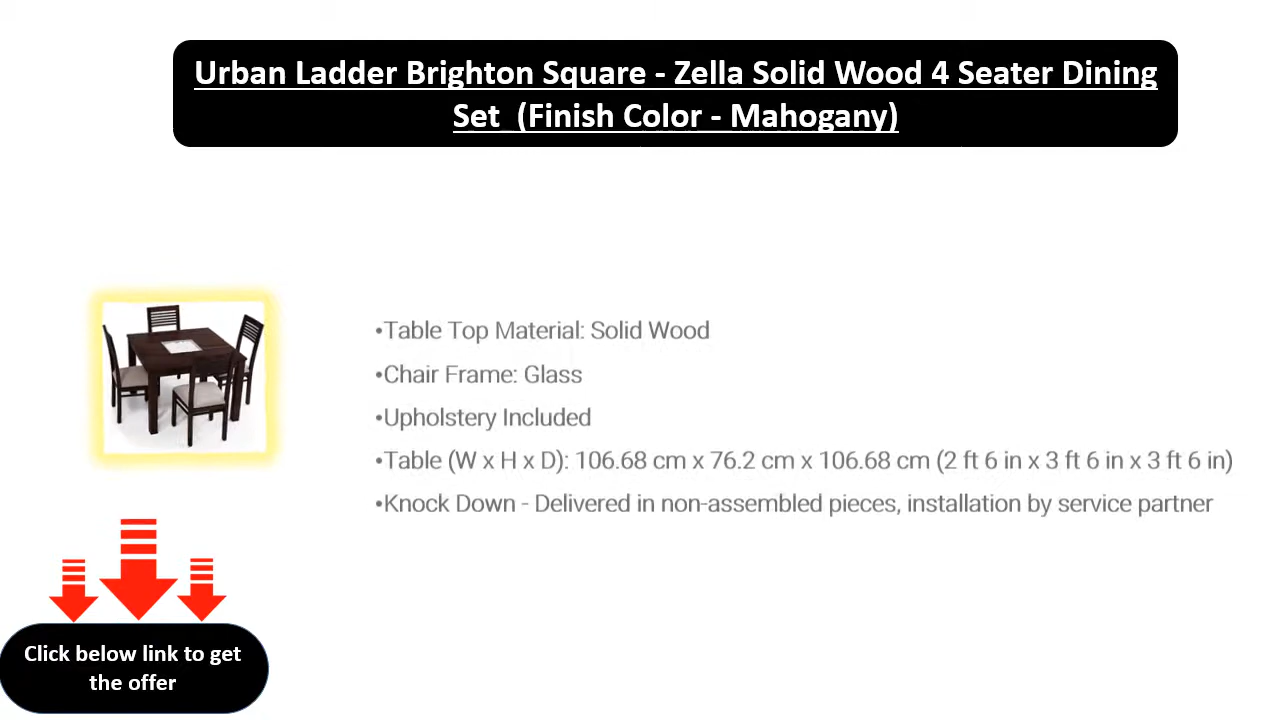 Urban Ladder Brighton Square - Zella Solid Wood 4 Seater Dining
Set  (Finish Color - Mahogany)
•Table Top Material: Solid Wood
•Chair Frame: Glass
•Upholstery Included
•Table (W x H x D): 106.68 cm x 76.2 cm x 106.68 cm (2 ft 6 in x 3 ft 6 in x 3 ft 6 in)
•Knock Down - Delivered in non-assembled pieces, installation by service partner
Click below link to get
the offer